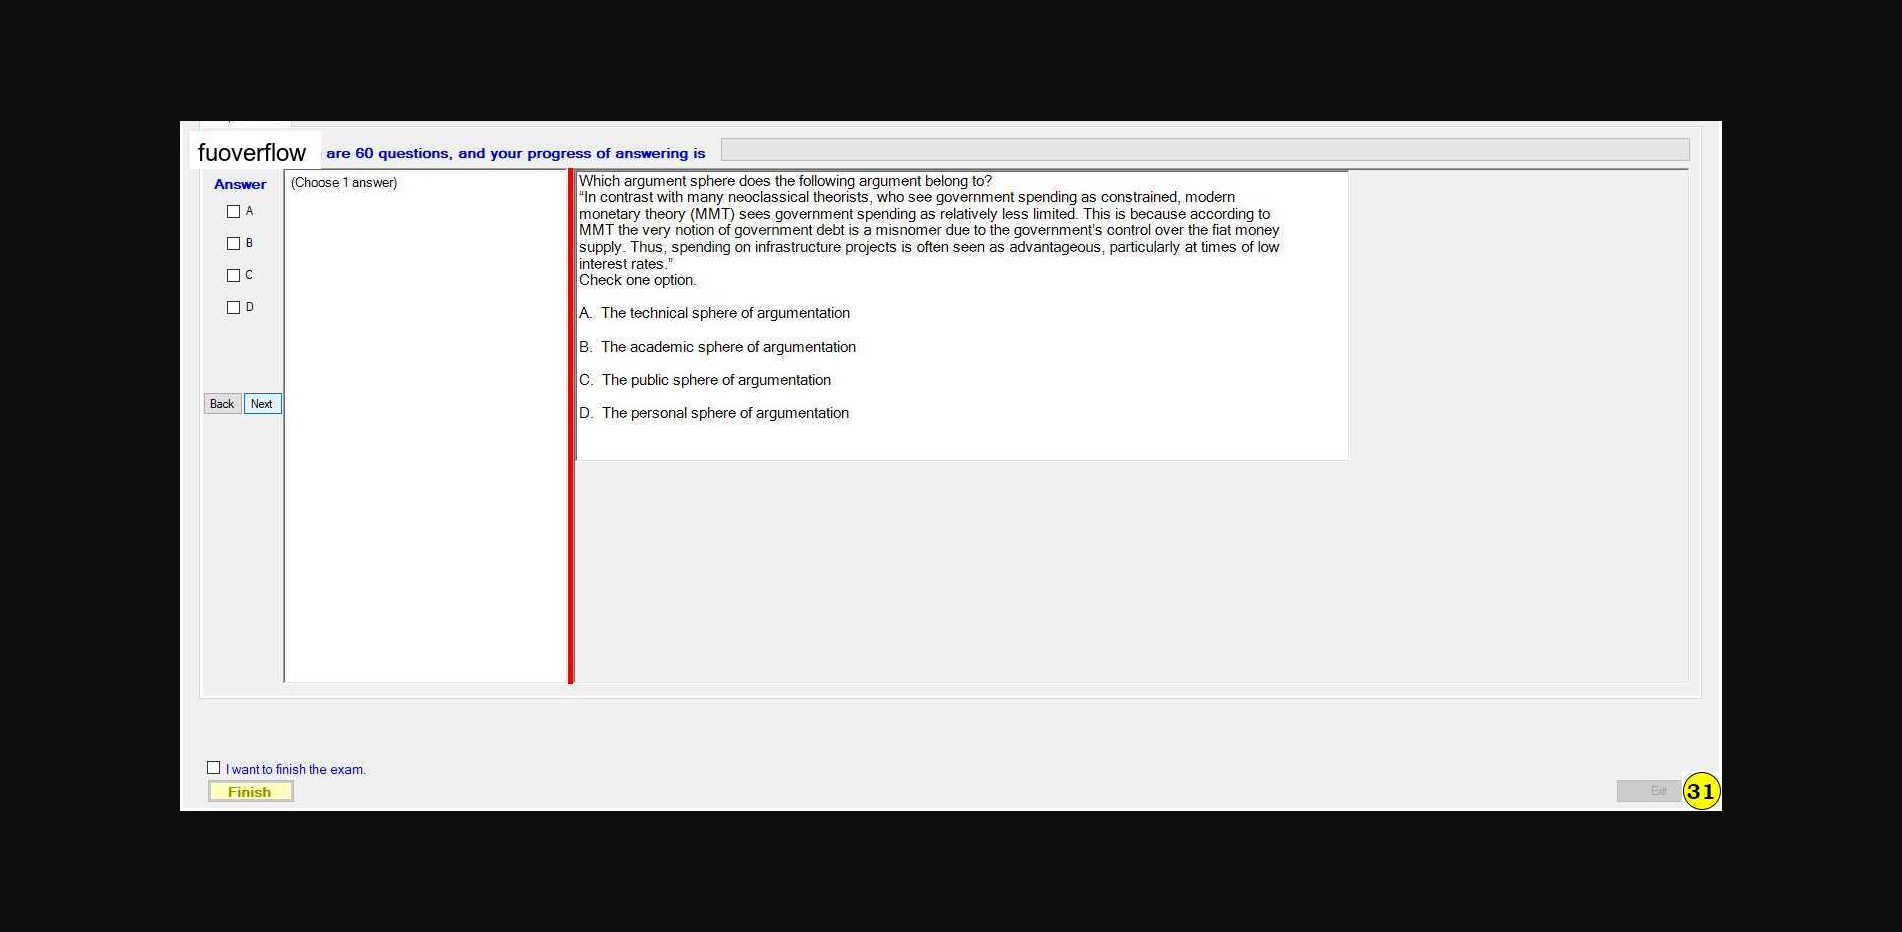 fuoverflow are 60 questions, and your progress of answering is
Answer
(Choose 1 answer)
A
B
C
D
Back Next
Which argument sphere does the following argument belong to?
“In contrast with many neoclassical theorists, who see government spending as constrained, modern
monetary theory (MMT) sees government spending as relatively less limited. This is because according to
MMT the very notion of government debt is a misnomer due to the government's control over the fiat money
supply. Thus, spending on infrastructure projects is often seen as advantageous, particularly at times of low
interest rates.”
Check one option.
A. The technical sphere of argumentation
B. The academic sphere of argumentation
C. The public sphere of argumentation
D. The personal sphere of argumentation
I want to finish the exam.
Finish
Exit
31